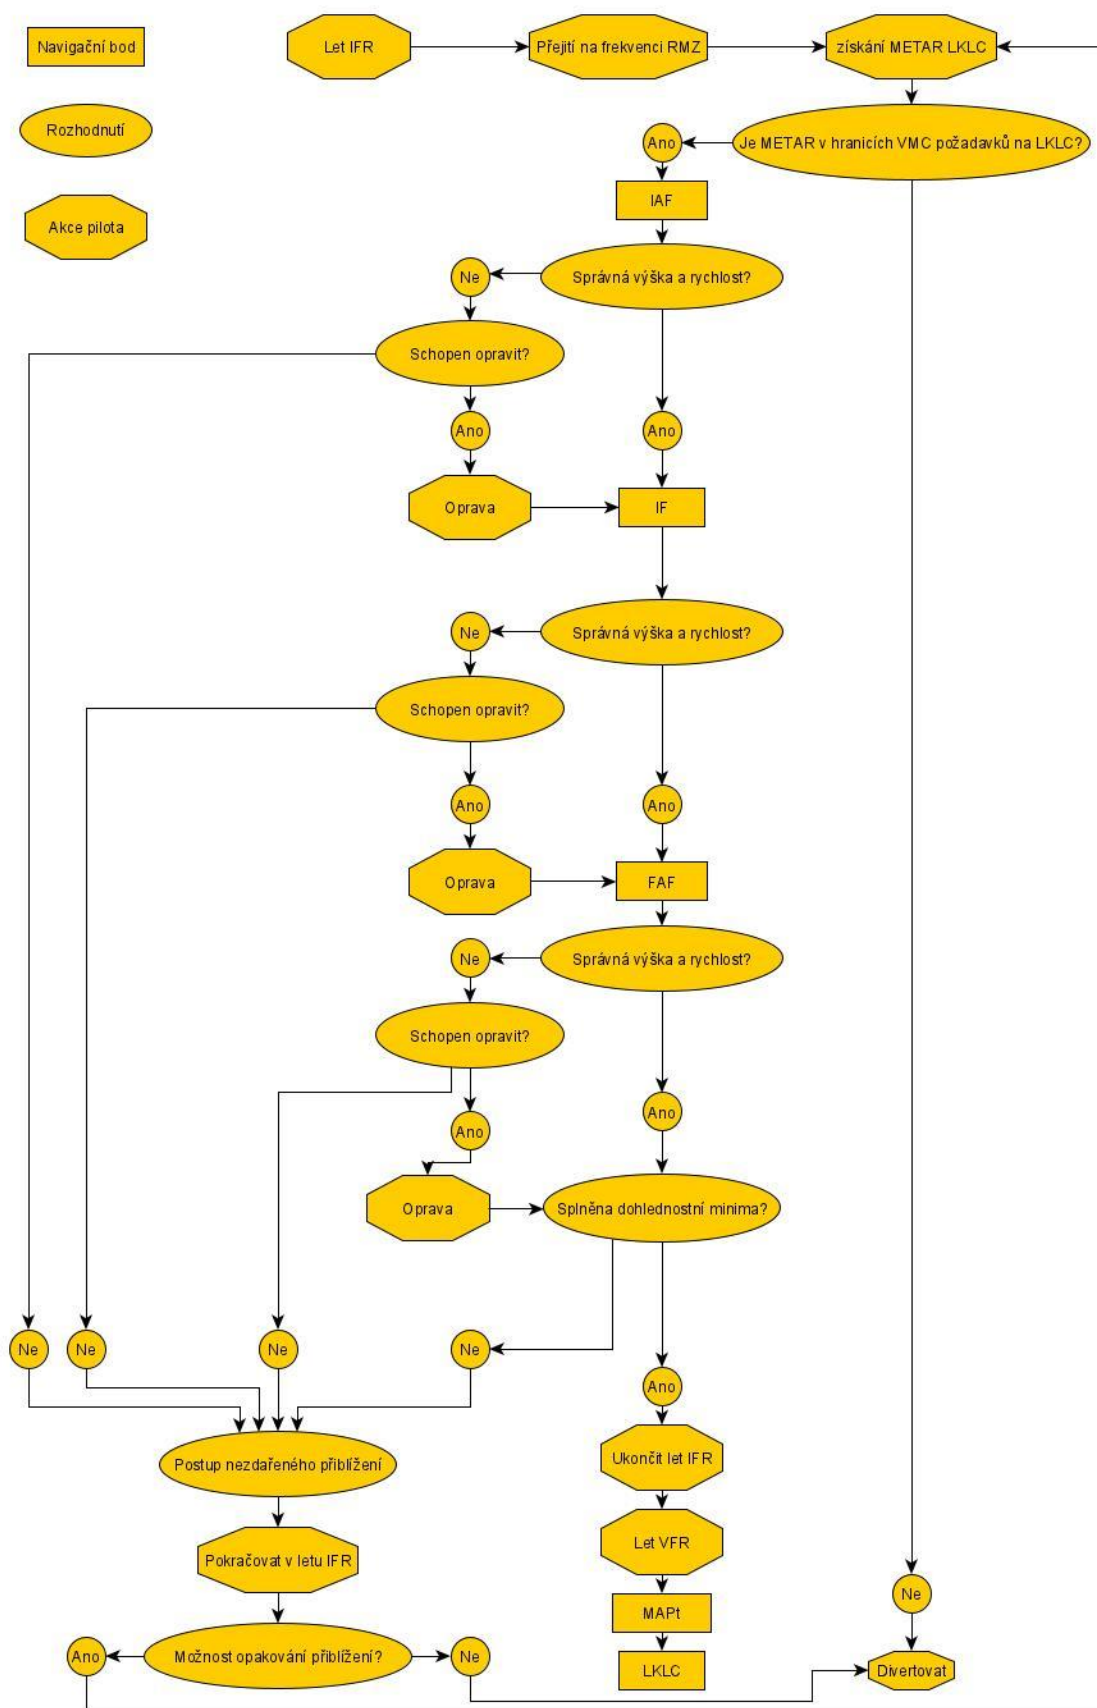 Navigační bod
Let IFR
Přejití na frekvenci RMZ
získání METAR LKLC
Rozhodnutí
Je METAR v hranicích VMC požadavků na LKLC?
Ano
IAF
Akce pilota
Správná výška a rychlost?
Ne
Schopen opravit?
Ano
Ano
Oprava
IF
Správná výška a rychlost?
Ne
Schopen opravit?
Ano
Ano
Oprava
FAF
Správná výška a rychlost?
Ne
Schopen opravit?
Ano
Ano
Oprava
Splněna dohlednostní minima?
Ne
Ne
Ne
Ne
Ano
Postup nezdařeného přiblížení
Ukončit let IFR
Pokračovat v letu IFR
Let VFR
Ne
MAPt
Ano
Možnost opakování přiblížení?
Ne
LKLC
Divertovat